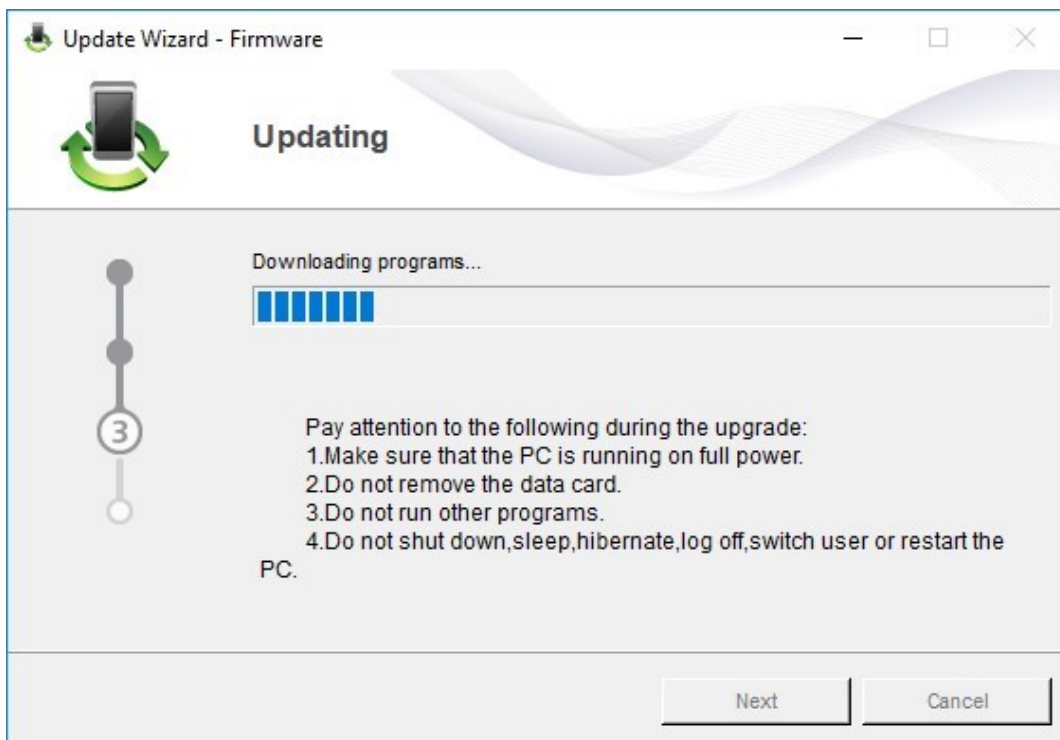 Update Wizard - Firmware
Updating
Downloading programs...
3
Pay attention to the following during the upgrade:
1.Make sure that the PC is running on full power.
2.Do not remove the data card.
3.Do not run other programs.
4.Do not shut down,sleep,hibernate,log off,switch user or restart the
PC.
Next
Cancel